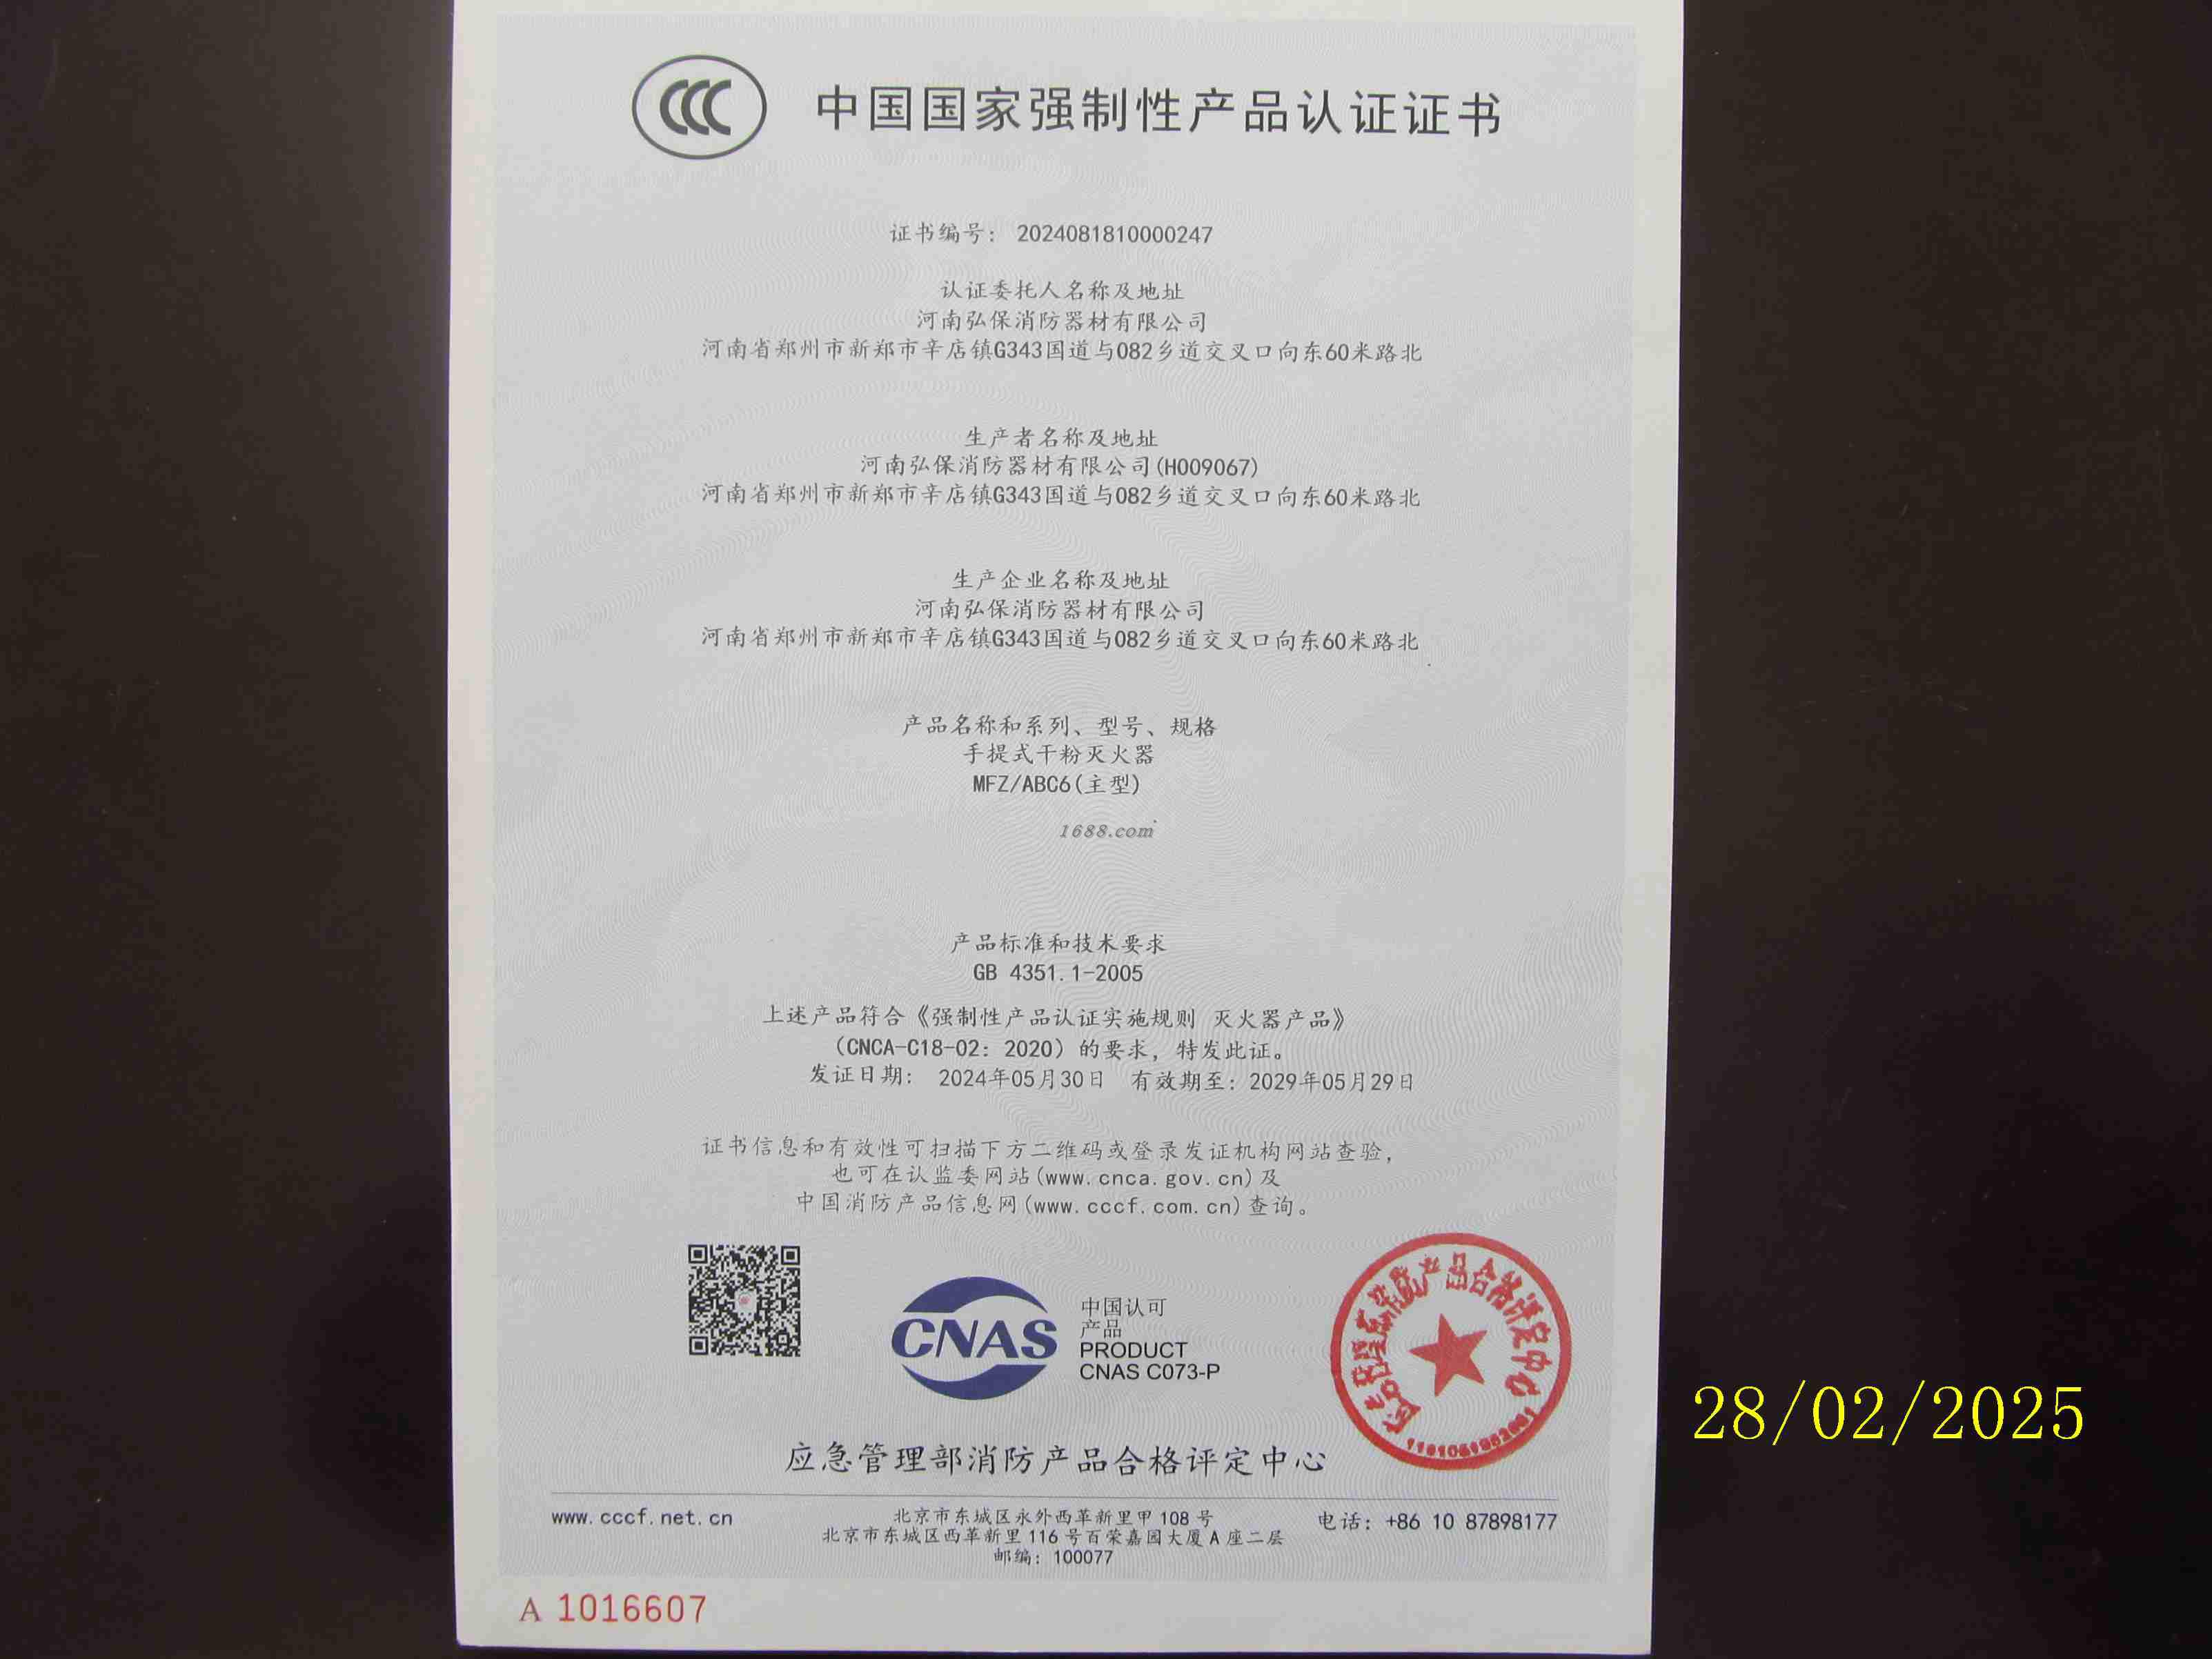 CCC 中国国家强制性产品认证证书
证书编号： 2024081810000247
认证委托人名称及地址
河南弘保消防器材有限公司
河南省郑州市新郑市辛店镇G343国道与082乡道交叉口向东60米路北
生产者名称及地址
河南弘保消防器材有限公司(H009067)
河南省郑州市新郑市辛店镇G343国道与082乡道交叉口向东60米路北
生产企业名称及地址
河南弘保消防器材有限公司
河南省郑州市新郑市辛店镇G343国道与082乡道交叉口向东60米路北
产品名称和系列、型号、规格
手提式干粉灭火器
MFZ/ABC6(主型)
1688.com
产品标准和技术要求
GB 4351.1-2005
上述产品符合《强制性产品认证实施规则 灭火器产品》
（CNCA-C18-02：2020）的要求，特发此证。
发证日期： 2024年05月30日 有效期至：2029年05月29日
证书信息和有效性可扫描下方二维码或登录发证机构网站查验，
也可在认监委网站(www.cnca.gov.cn)及
中国消防产品信息网(www.cccf.com.cn)查询。
CNAS
中国认可
产品
PRODUCT
CNAS C073-P
应急管理部消防产品合格评定中心
应急管理部消防产品合格评定中心
www.cccf.net.cn
北京市东城区永外西革新里甲 108 号
北京市东城区西革新里 116 号百荣嘉园大厦 A 座二层
邮编：100077
电话：+86 10 87898177
A 1016607
28/02/2025